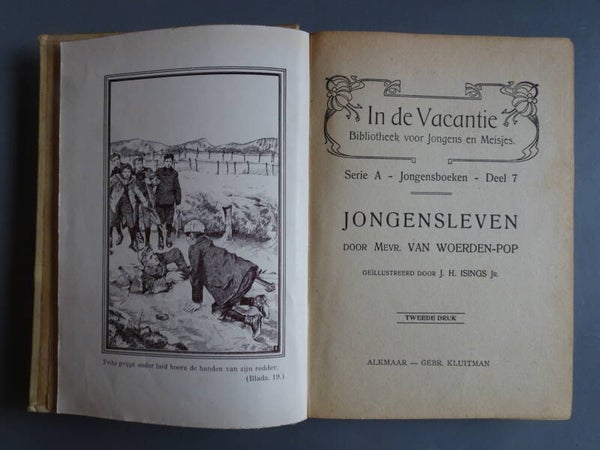 Frits grijpt onder luid hoera de handen van zijn redder.
(Bladz. 19.)
In de Vacantie
Bibliotheek voor Jongens en Meisjes.
Serie A - Jongensboeken - Deel 7
JONGENSLEVEN
DOOR MEVR. VAN WOERDEN-POP
GEÏLLUSTREERD DOOR J. H. ISINGS JR.
TWEEDE DRUK
ALKMAAR — GEBR. KLUITMAN